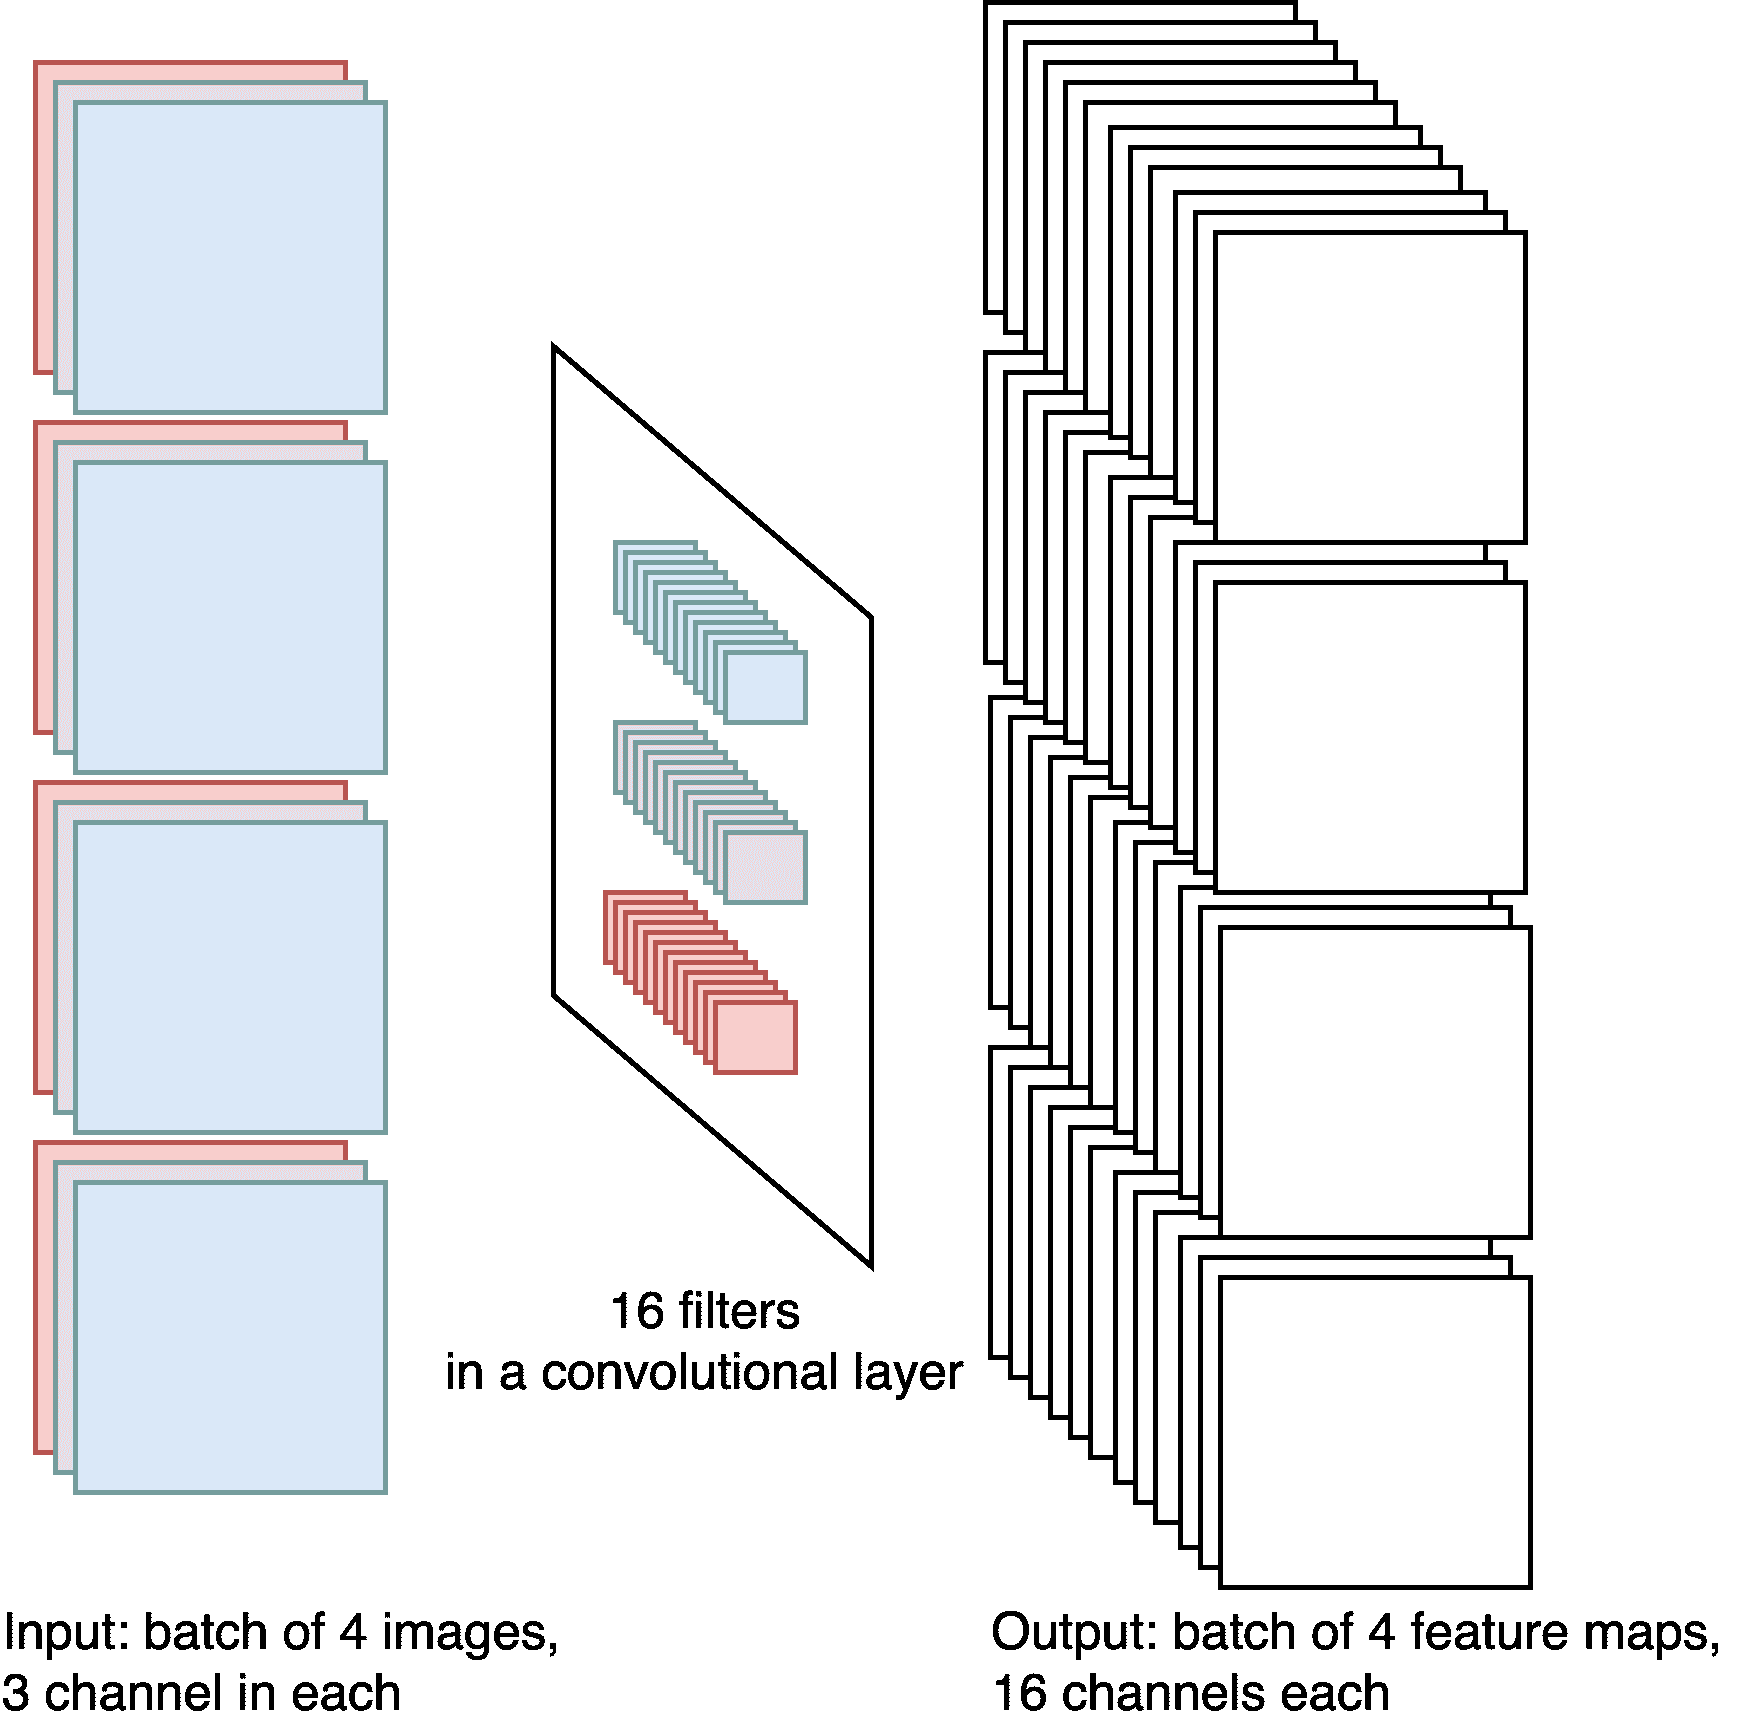 16 filters
in a convolutional layer
Input: batch of 4 images,
3 channel in each
Output: batch of 4 feature maps,
16 channels each